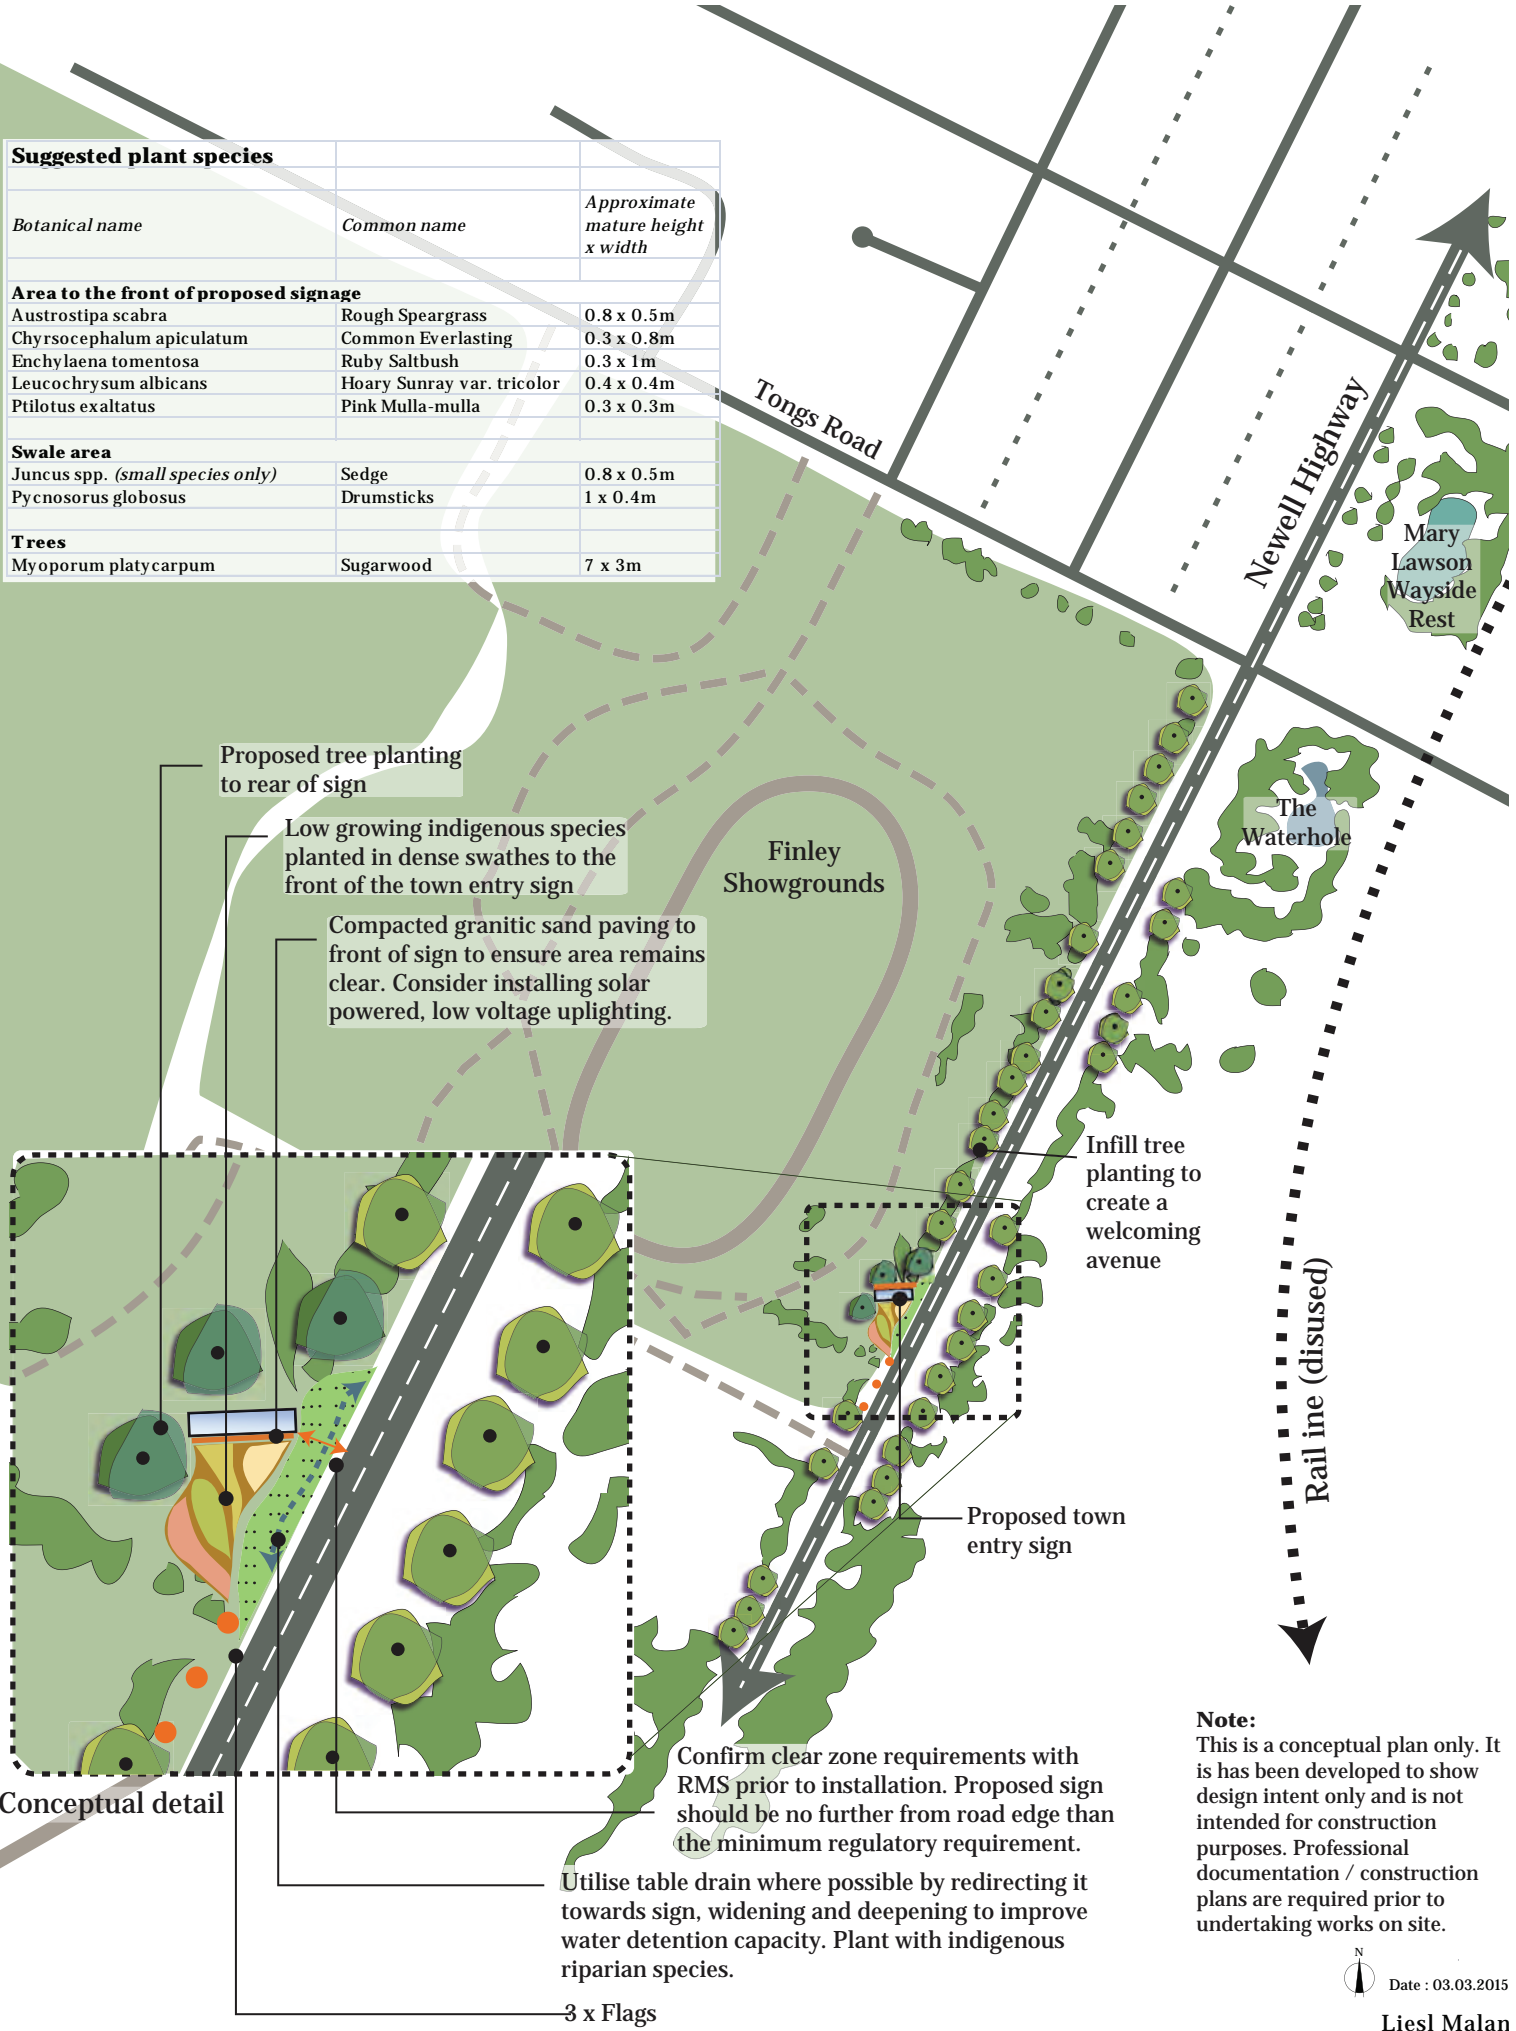 Suggested plant species
Botanical name Common name Approximate mature height x width
Area to the front of proposed signage
Austrostipa scabra Rough Speargrass 0.8 x 0.5m
Chyrsocephalum apiculatum Common Everlasting 0.3 x 0.8m
Enchylaena tomentosa Ruby Saltbush 0.3 x 1m
Leucochrysum albicans Hoary Sunray var. tricolor 0.4 x 0.4m
Ptilotus exaltatus Pink Mulla-mulla 0.3 x 0.3m
Swale area
Juncus spp. (small species only) Sedge 0.8 x 0.5m
Pycnosorus globosus Drumsticks 1 x 0.4m
Trees
Myoporum platycarpum Sugarwood 7 x 3m
Tongs Road
Newell Highway
Mary
Lawson
Wayside
Rest
Proposed tree planting
to rear of sign
Low growing indigenous species
planted in dense swathes to the
front of the town entry sign
Compacted granitic sand paving to
front of sign to ensure area remains
clear. Consider installing solar
powered, low voltage uplighting.
Finley
Showgrounds
The
Waterhole
Infill tree
planting to
create a
welcoming
avenue
Rail ine (disused)
Proposed town
entry sign
Conceptual detail
Confirm clear zone requirements with
RMS prior to installation. Proposed sign
should be no further from road edge than
the minimum regulatory requirement.
Utilise table drain where possible by redirecting it
towards sign, widening and deepening to improve
water detention capacity. Plant with indigenous
riparian species.
3 x Flags
Note:
This is a conceptual plan only. It
is has been developed to show
design intent only and is not
intended for construction
purposes. Professional
documentation / construction
plans are required prior to
undertaking works on site.
N
Date : 03.03.2015
Liesl Malan